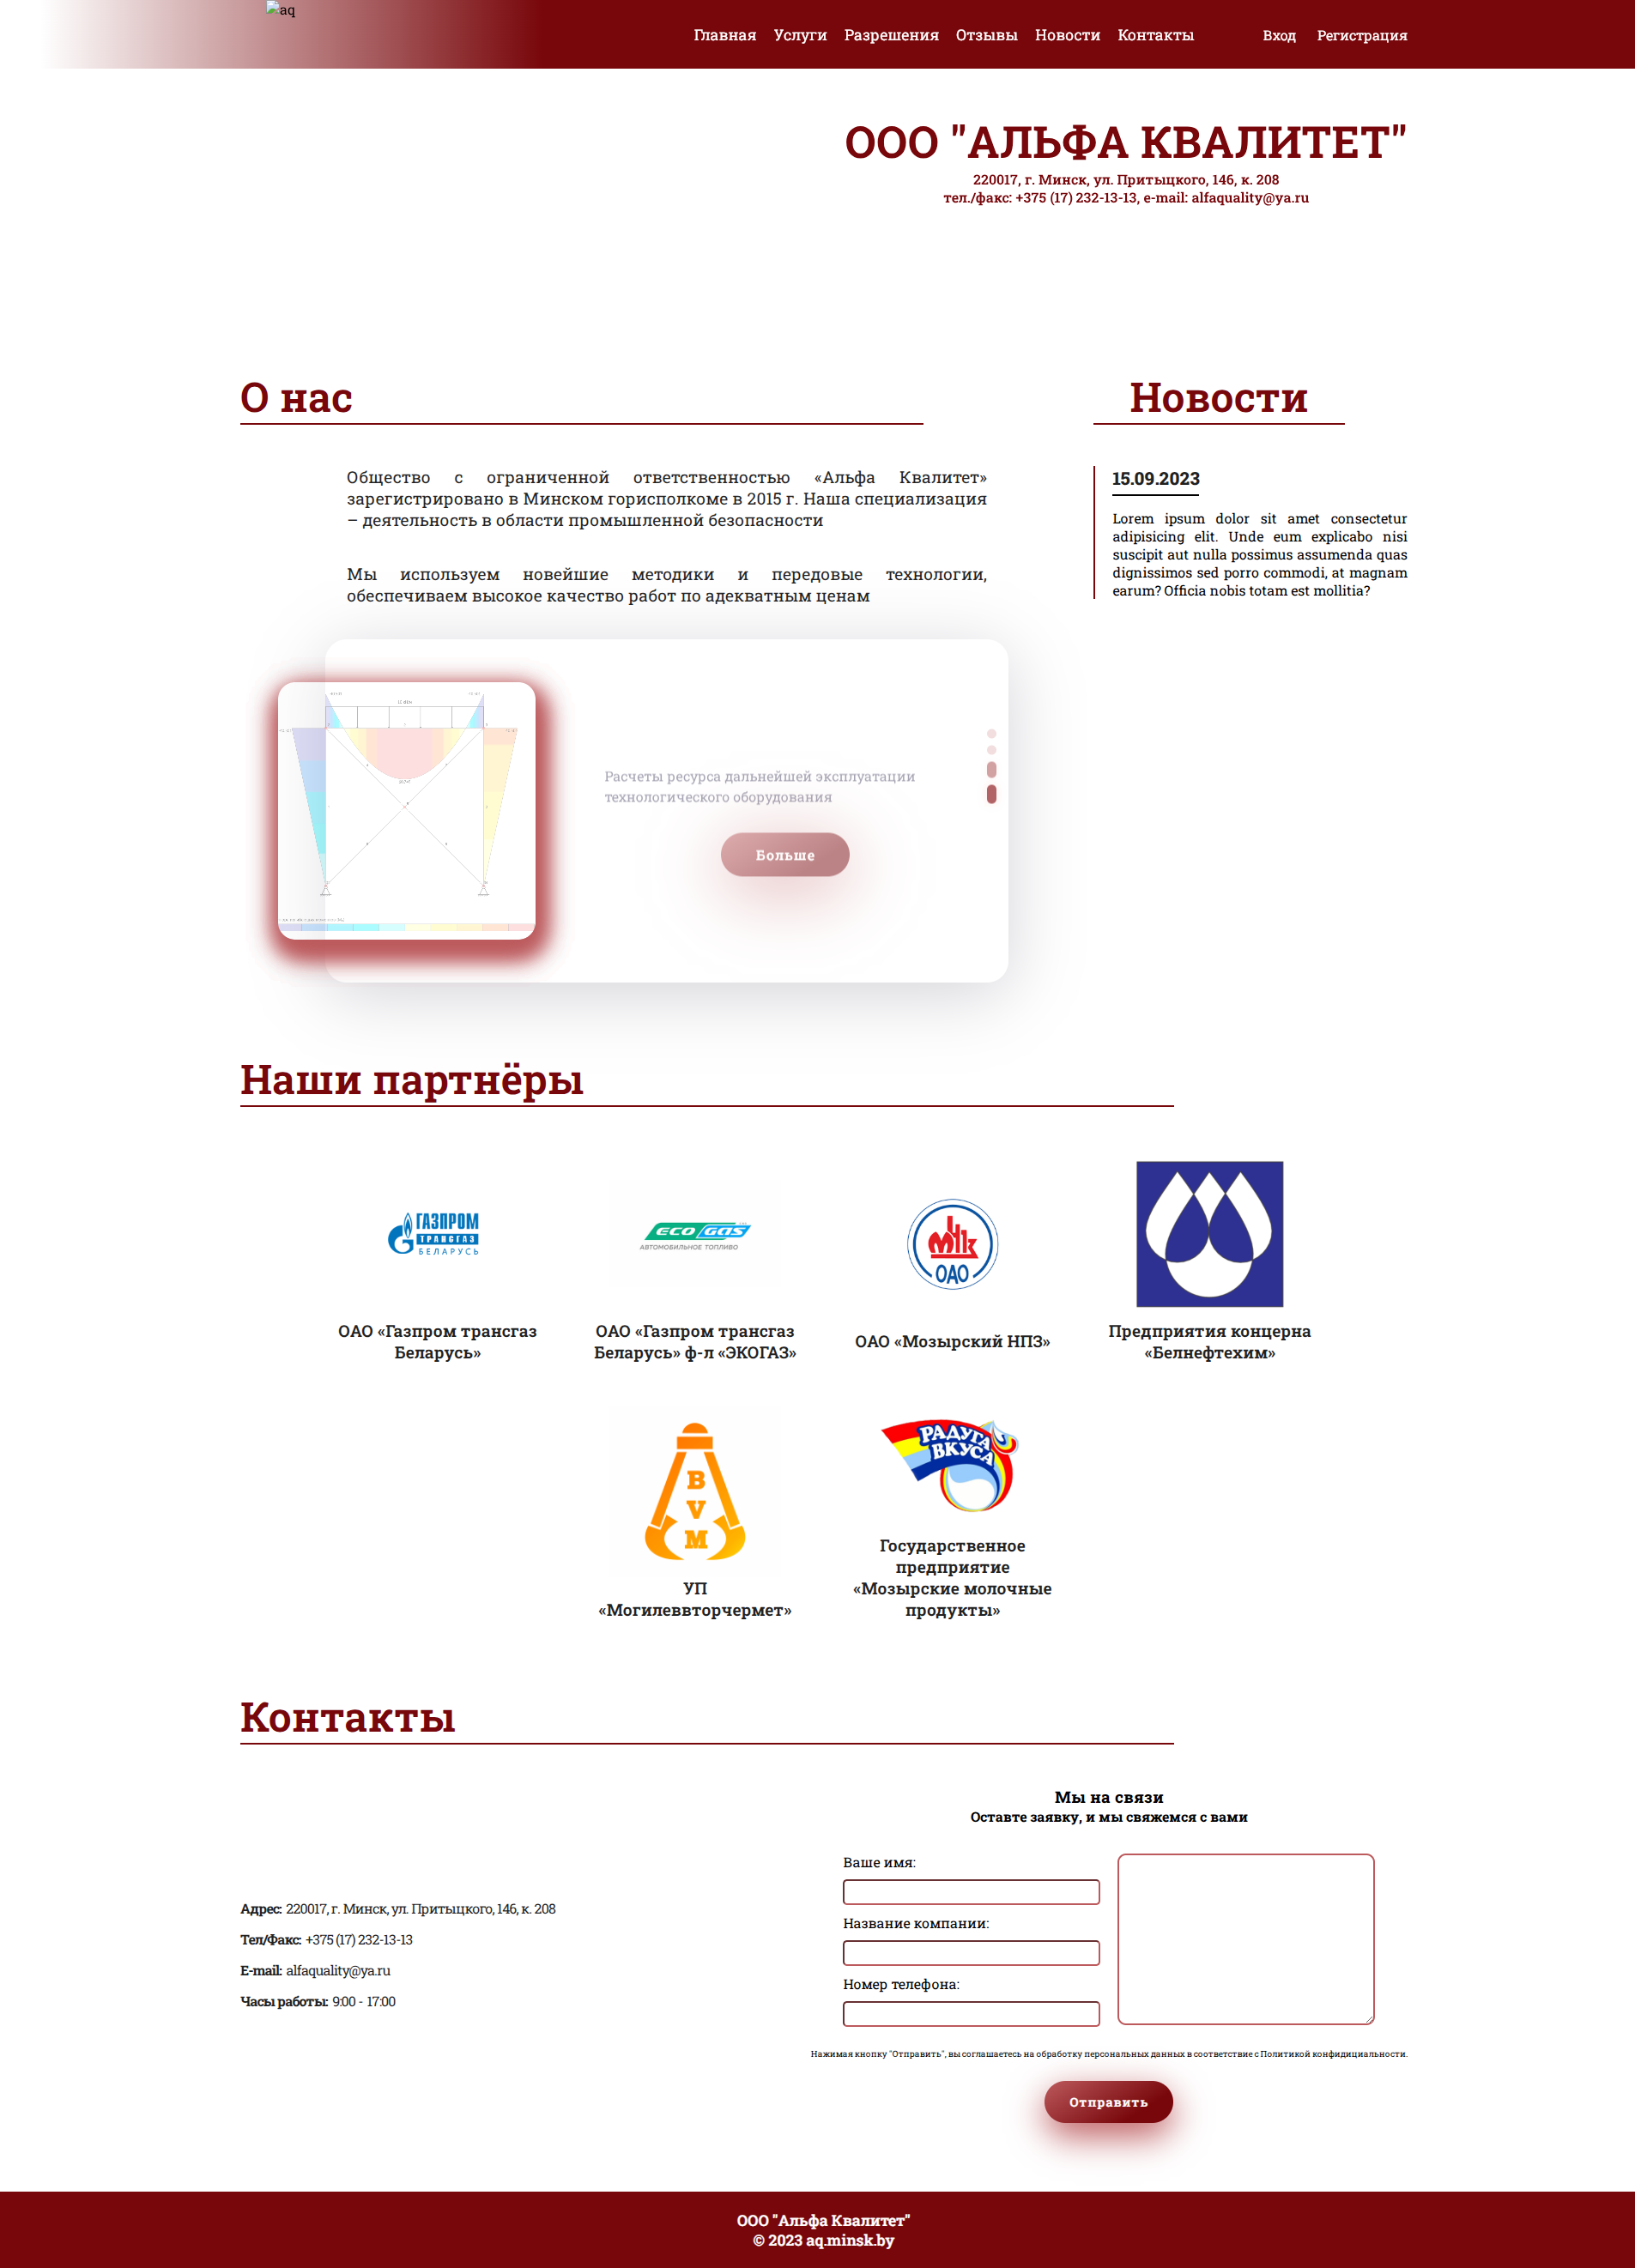 aq
Главная Услуги Разрешения Отзывы Новости Контакты Вход Регистрация
ООО "АЛЬФА КВАЛИТЕТ"
220017, г. Минск, ул. Притыцкого, 146, к. 208
тел./факс: +375 (17) 232-13-13, e-mail: alfaquality@ya.ru
О нас
Общество с ограниченной ответственностью «Альфа Квалитет»
зарегистрировано в Минском горисполкоме в 2015 г. Наша специализация
– деятельность в области промышленной безопасности
Мы используем новейшие методики и передовые технологии,
обеспечиваем высокое качество работ по адекватным ценам
Расчеты ресурса дальнейшей эксплуатации
технологического оборудования
Больше
Новости
15.09.2023
Lorem ipsum dolor sit amet consectetur
adipisicing elit. Unde eum explicabo nisi
suscipit aut nulla possimus assumenda quas
dignissimos sed porro commodi, at magnam
earum? Officia nobis totam est mollitia?
Наши партнёры
ГАЗПРОМ
ТРАНСГАЗ
БЕЛАРУСЬ
ОАО «Газпром трансгаз
Беларусь»
ECO GAS
АВТОМОБИЛЬНОЕ ТОПЛИВО
ОАО «Газпром трансгаз
Беларусь» ф-л «ЭКОГАЗ»
ОАО
ОАО «Мозырский НПЗ»
Предприятия концерна
«Белнефтехим»
B
V
M
УП
«Могилеввторчермет»
РАДУГА
ВКУСА
Государственное
предприятие
«Мозырские молочные
продукты»
Контакты
Адрес: 220017, г. Минск, ул. Притыцкого, 146, к. 208
Тел/Факс: +375 (17) 232-13-13
E-mail: alfaquality@ya.ru
Часы работы: 9:00 - 17:00
Мы на связи
Оставте заявку, и мы свяжемся с вами
Ваше имя:
Название компании:
Номер телефона:
Нажимая кнопку "Отправить", вы соглашаетесь на обработку персональных данных в соответствие с Политикой конфидициальности.
Отправить
ООО "Альфа Квалитет"
© 2023 aq.minsk.by